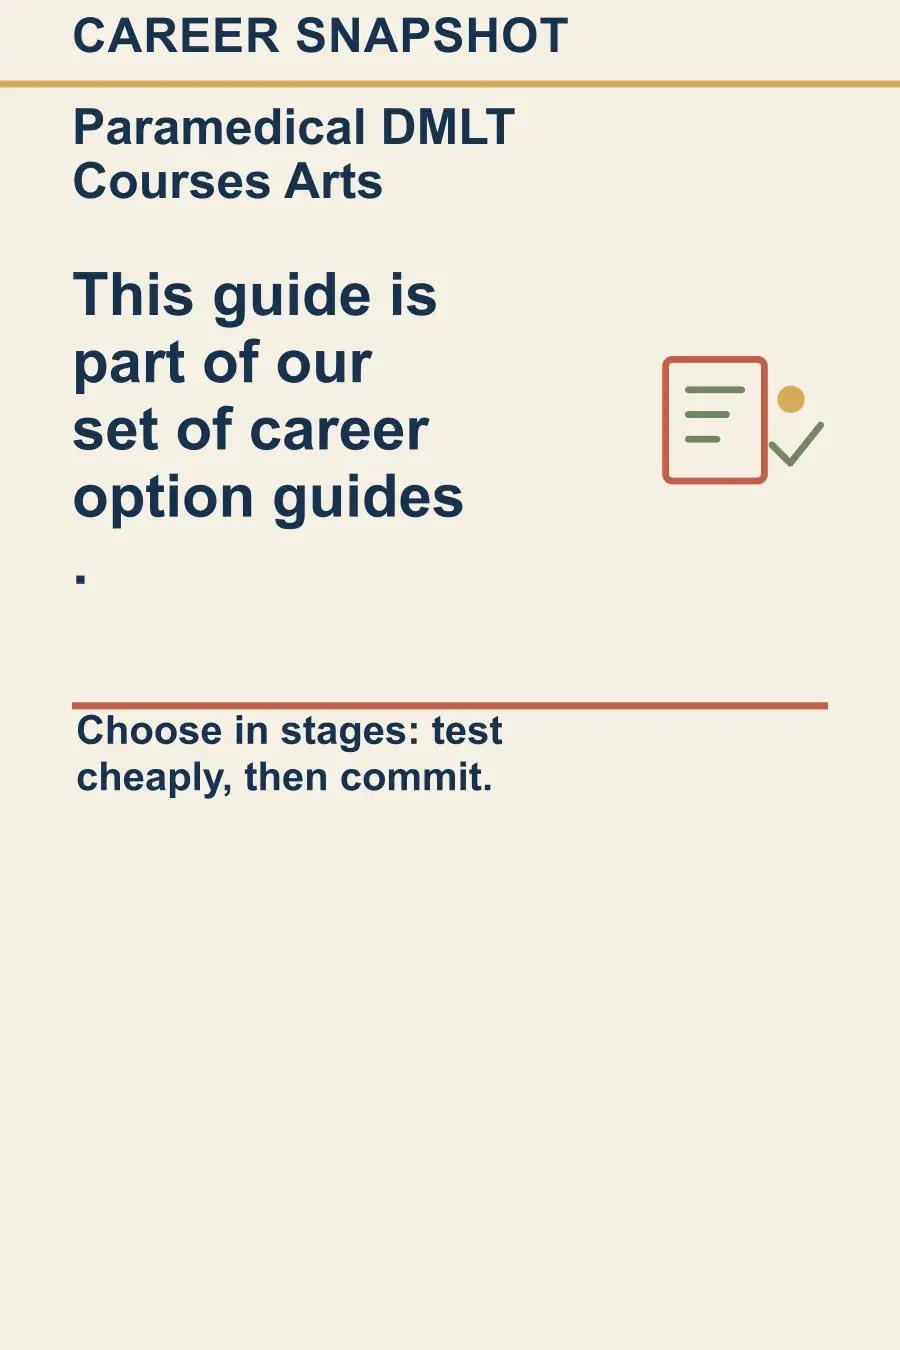 CAREER SNAPSHOT
Paramedical DMLT
Courses Arts
This guide is
part of our
set of career
option guides
.
Choose in stages: test
cheaply, then commit.